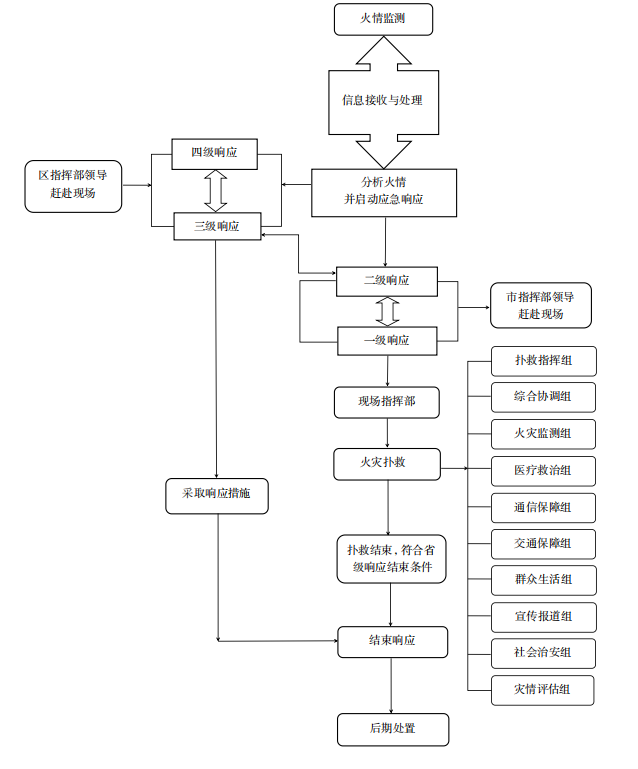 火情监测
信息接收与处理
四级响应
区指挥部领导
赶赴现场
分析火情
并启动应急响应
三级响应
二级响应
市指挥部领导
赶赴现场
一级响应
扑救指挥组
现场指挥部
综合协调组
火灾监测组
火灾扑救
医疗救治组
采取响应措施
通信保障组
交通保障组
扑救结束，符合省
级响应结束条件
群众生活组
宣传报道组
结束响应
社会治安组
灾情评估组
后期处置